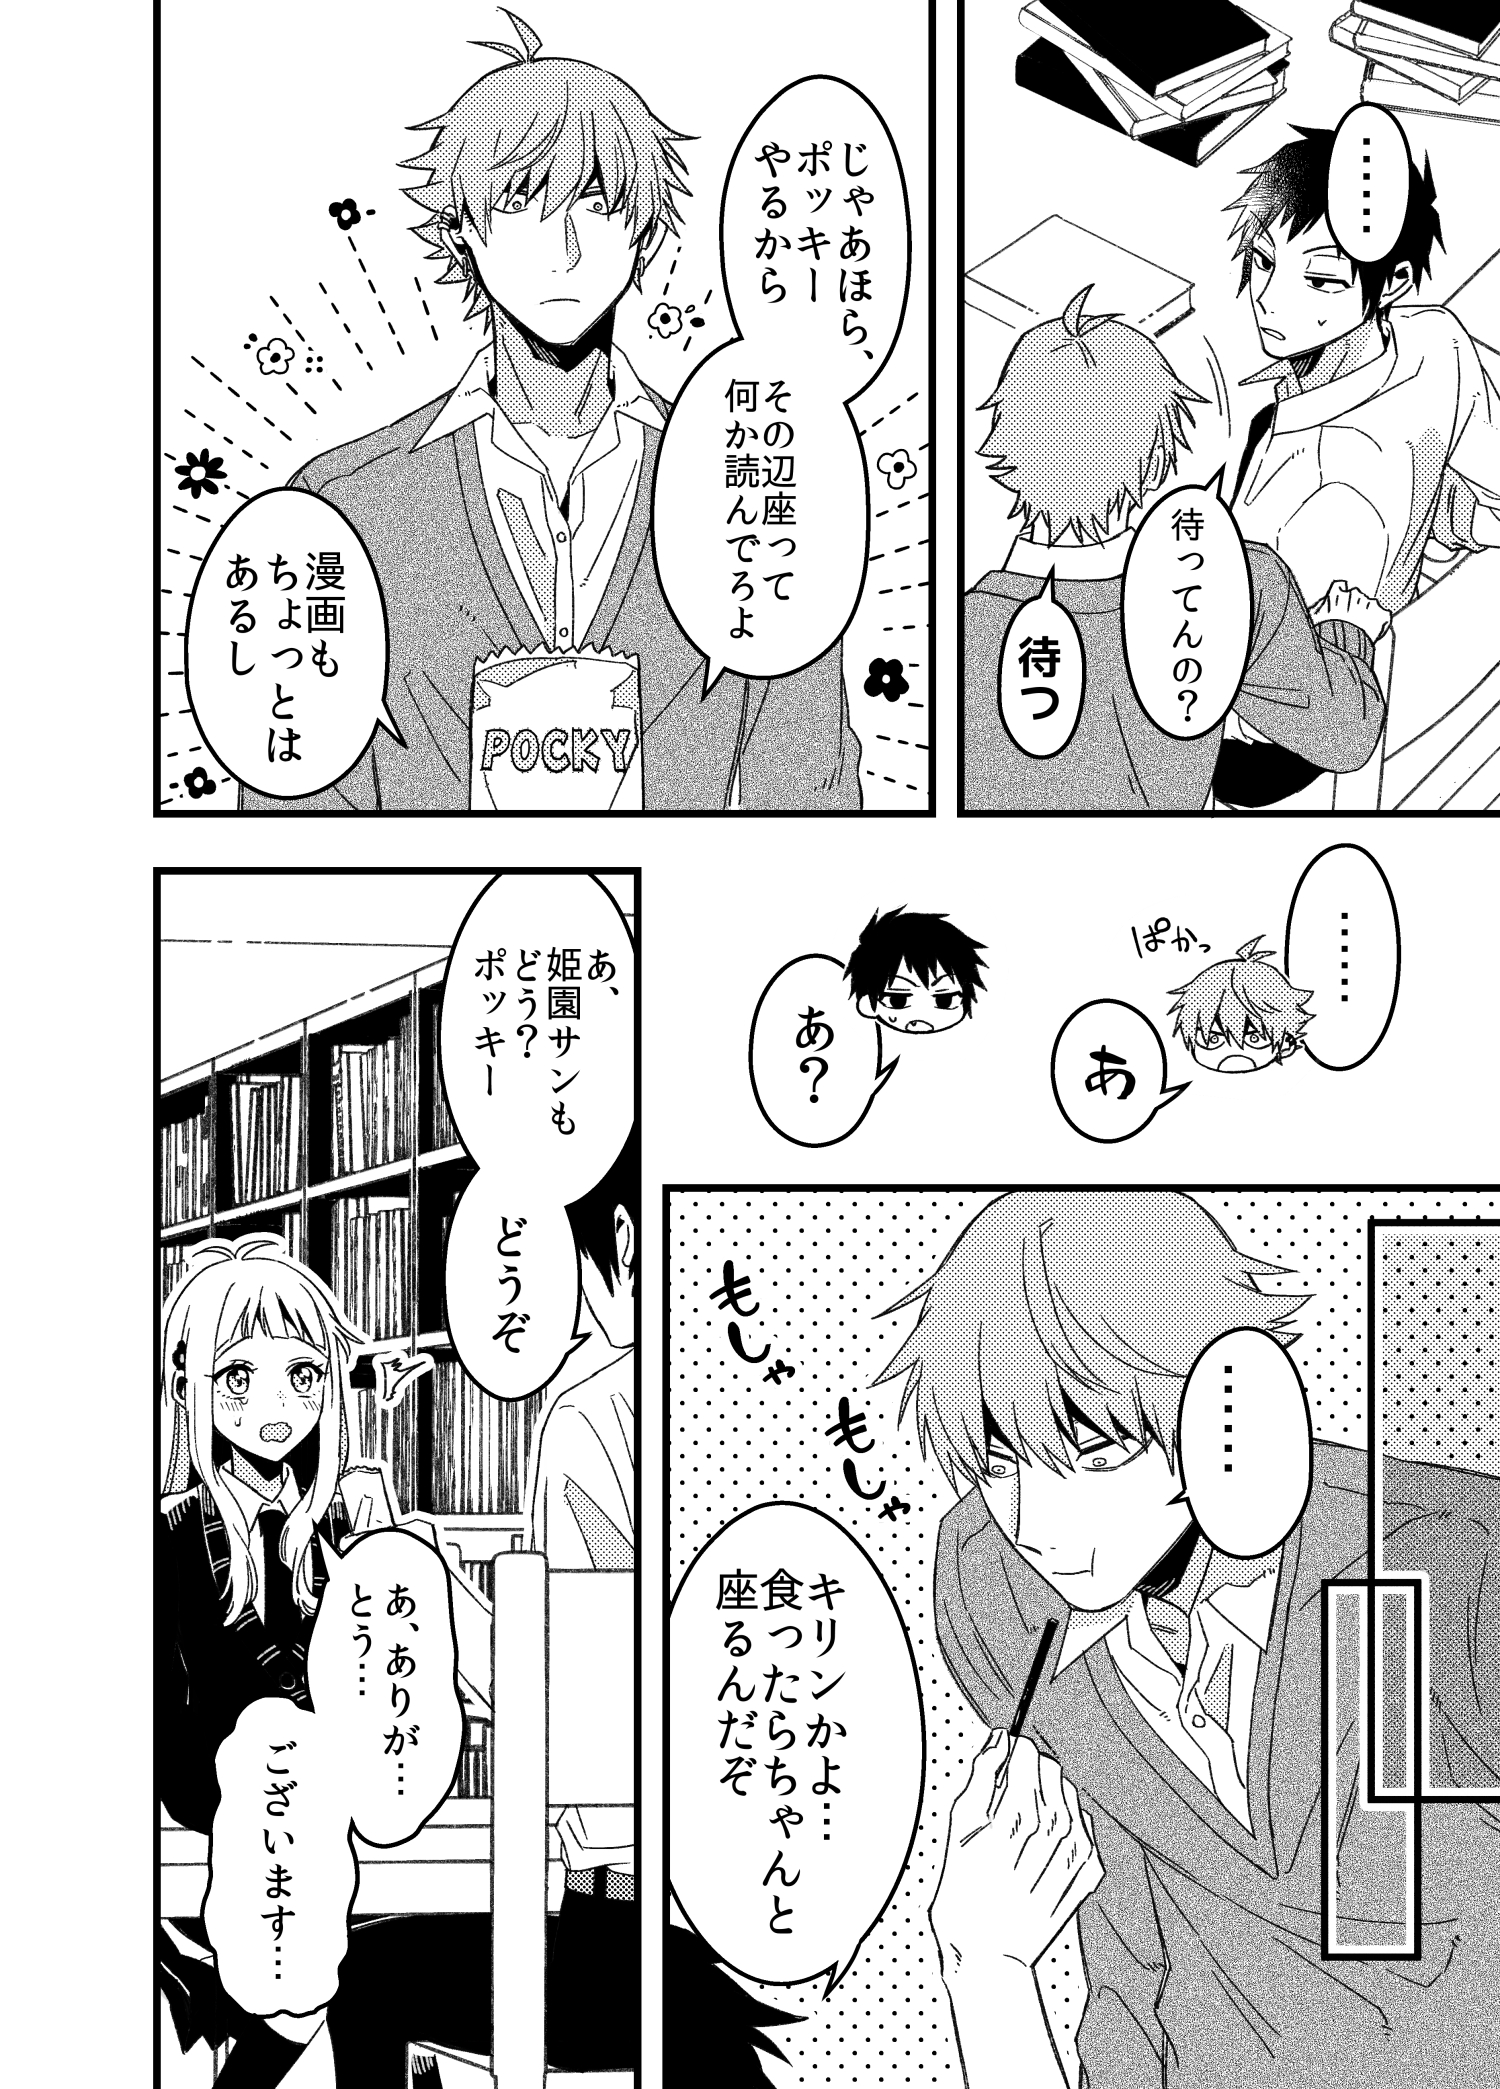 ………
待ってんの？
待つ
じゃあほら、
ポッキー
やるから
その辺座って
何か読んでろよ
漫画も
ちょっとは
あるし
POCKY
……
ぱかっ
あ
あ？
……
もしゃ
もしゃ
キリンかよ…
食ったらちゃんと
座るんだぞ
あ、
姫園サンも
どう？
ポッキー
どうぞ
あ、ありが…
とう…
ございます…